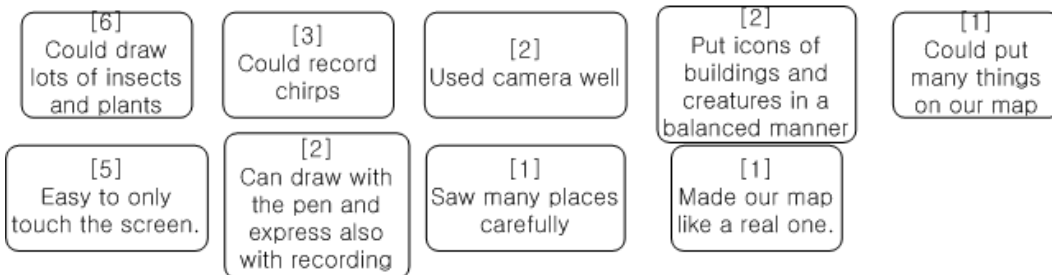 [6]
Could draw
lots of insects
and plants
[3]
Could record
chirps
[2]
Used camera well
[2]
Put icons of
buildings and
creatures in a
balanced manner
[1]
Could put
many things
on our map
[5]
Easy to only
touch the screen.
[2]
Can draw with
the pen and
express also
with recording
[1]
Saw many places
carefully
[1]
Made our map
like a real one.